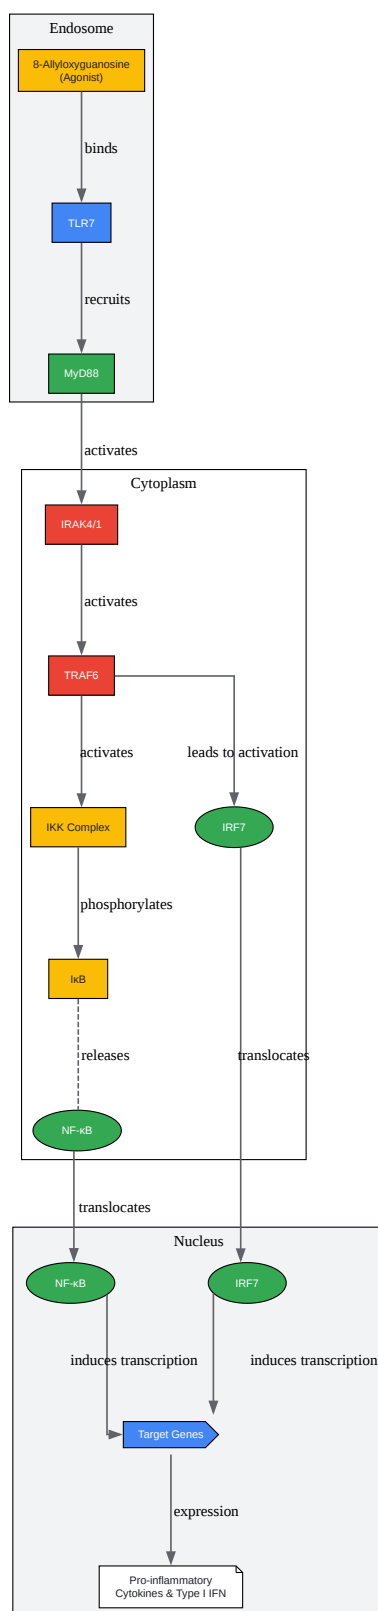 Endosome
8-Allyloxyguanosine
(Agonist)
binds
TLR7
recruits
MyD88
activates
Cytoplasm
IRAK4/1
activates
TRAF6
activates
leads to activation
IKK Complex
IRF7
phosphorylates
IκB
releases
translocates
NF-κB
translocates
Nucleus
NF-κB
IRF7
induces transcription
induces transcription
Target Genes
expression
Pro-inflammatory
Cytokines & Type I IFN